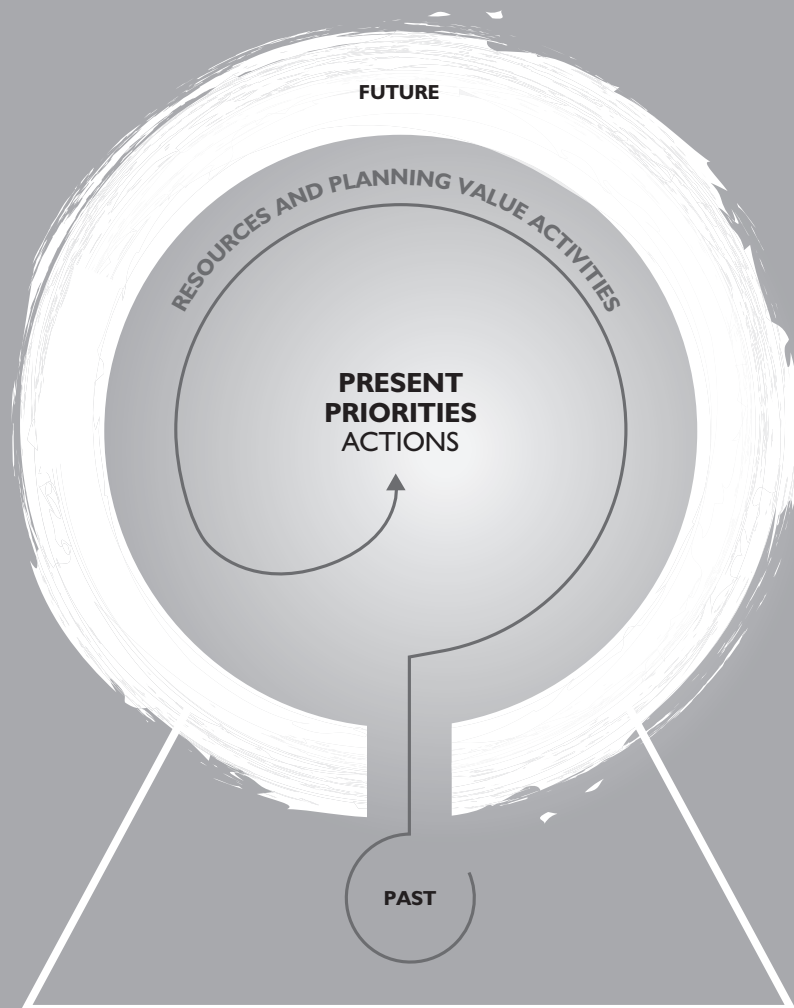 FUTURE
RESOURCES AND PLANNING VALUE ACTIVITIES
PRESENT
PRIORITIES
ACTIONS
PAST